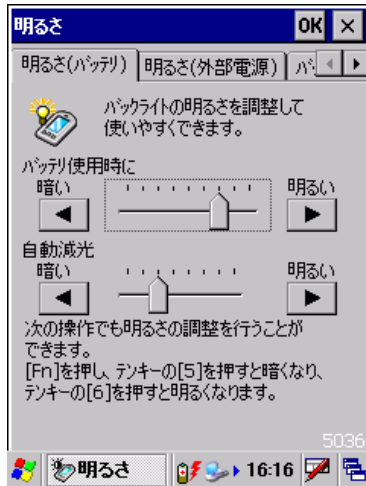 明るさ OK
明るさ(バッテリ) 明るさ(外部電源)
バックライトの明るさを調整して
使いやすくできます。
バッテリ使用時に
暗い 明るい
自動減光
暗い 明るい
次の操作でも明るさの調整を行うことが
できます。
[Fn]を押し、テンキーの[5]を押すと暗くなり、
テンキーの[6]を押すと明るくなります。
5036
明るさ 16:16